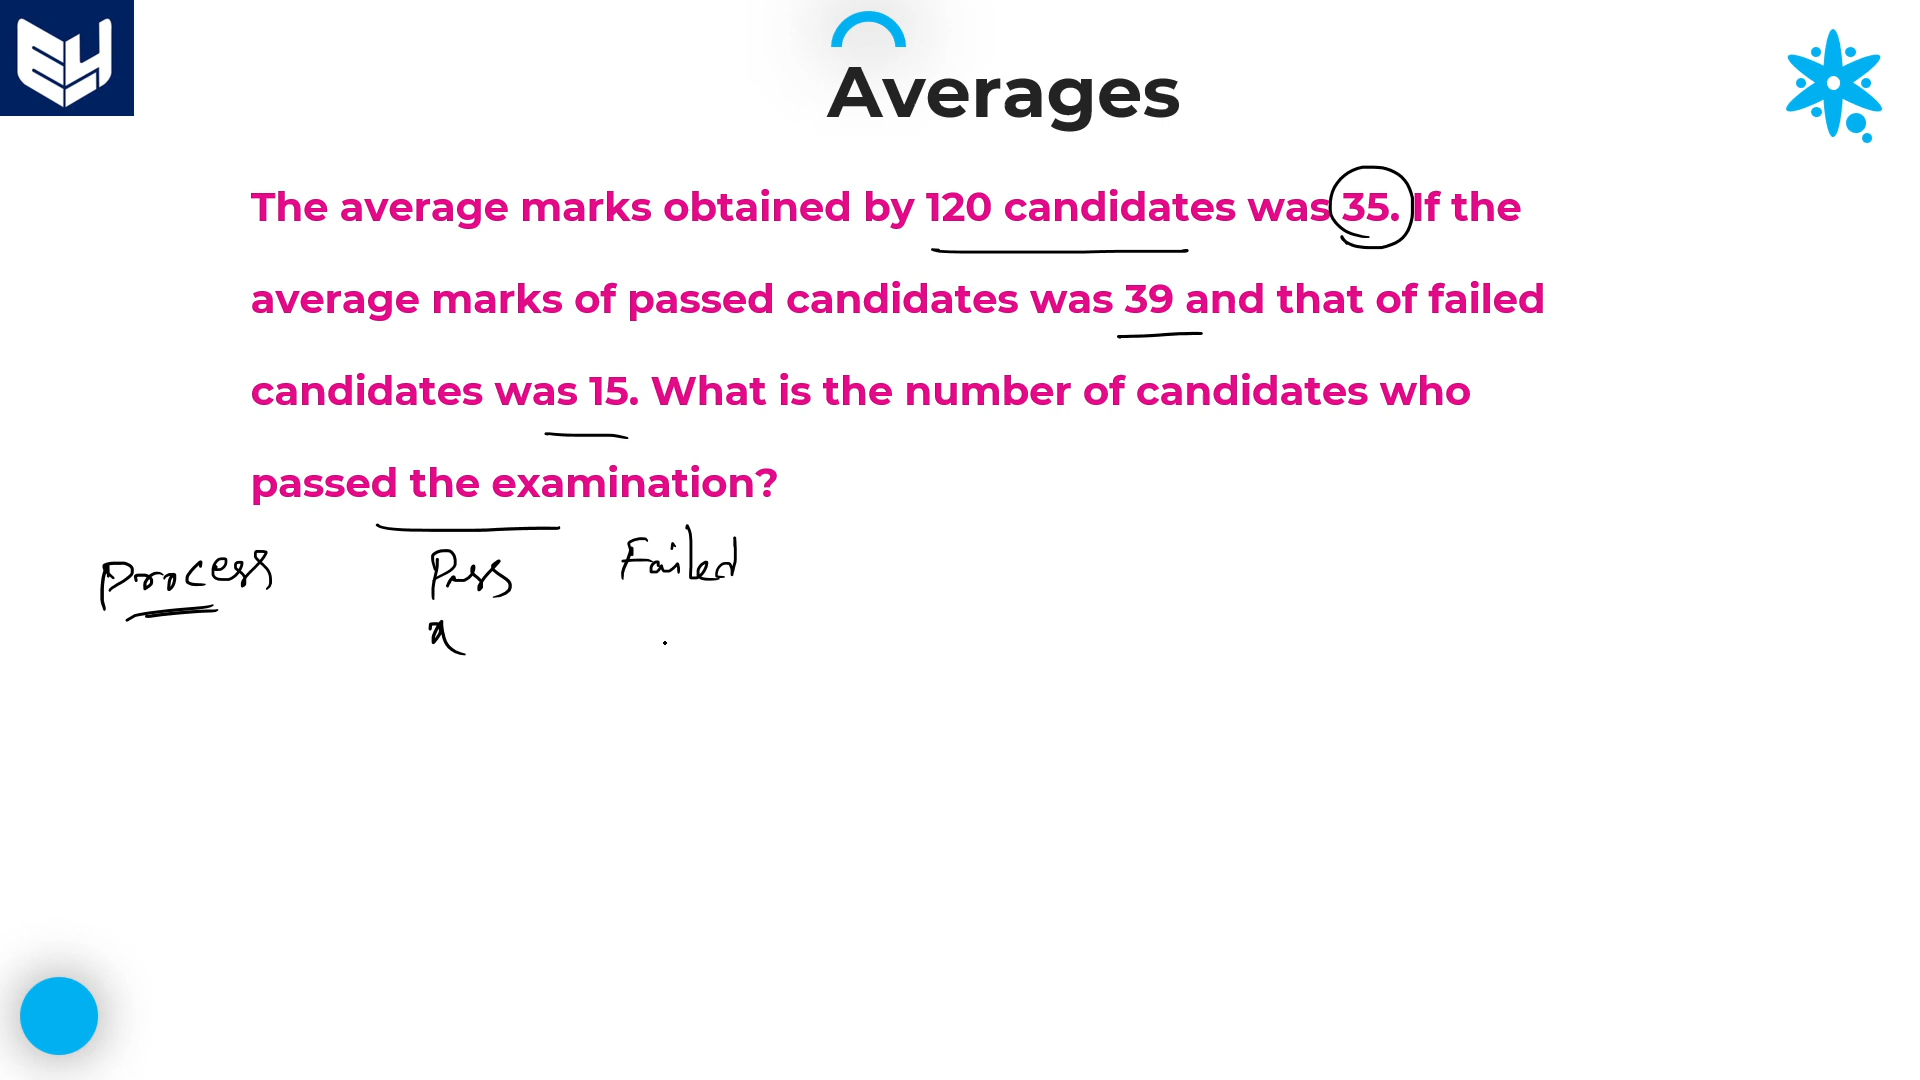 Averages
The average marks obtained by 120 candidates was 35. If the
average marks of passed candidates was 39 and that of failed
candidates was 15. What is the number of candidates who
passed the examination?
Process Pass Failed
x